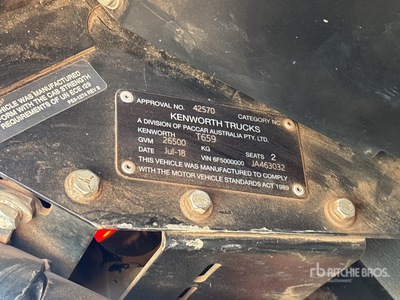 VEHICLE WAS MANUFACTURED
FORM WITH THE CAB STRENGTH
REQUIREMENTS OF UN ECE r29
APPROVAL NO. 42570 CATEGORY NC
KENWORTH TRUCKS
A DIVISION OF PACCAR AUSTRALIA PTY. LTD.
KENWORTH T659
GVM 26500 KG SEATS 2
DATE Jul-18 VIN 6F5000000 JA463032
THIS VEHICLE WAS MANUFACTURED TO COMPLY
WITH THE MOTOR VEHICLE STANDARDS ACT 1989
rb RITCHIE BROS.
Auctioneers